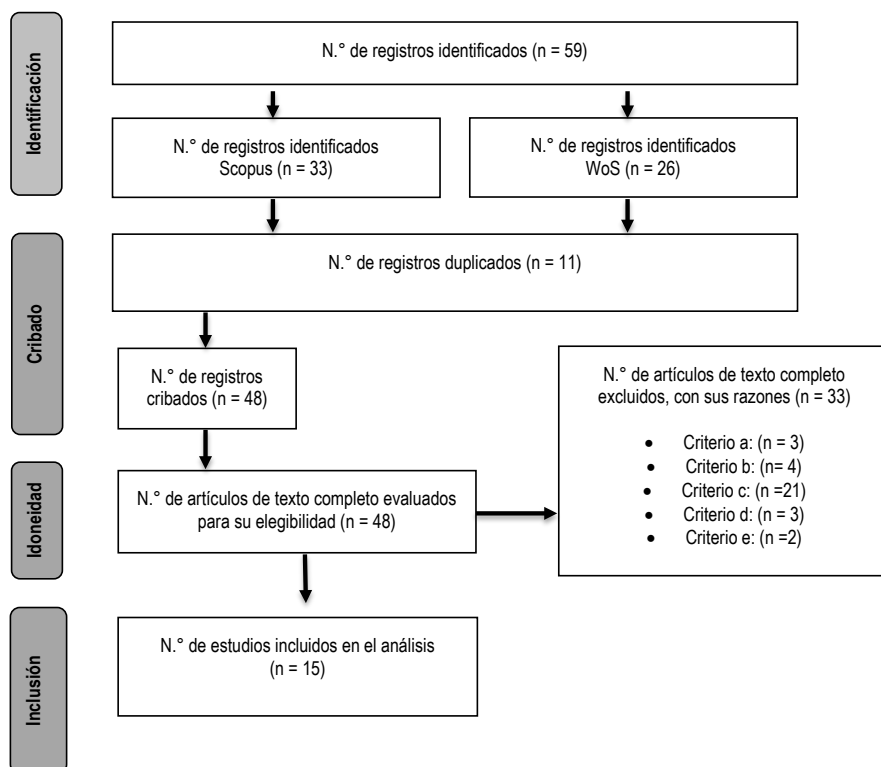 Identificación
N.° de registros identificados (n = 59)
N.° de registros identificados
Scopus (n = 33)
N.° de registros identificados
WoS (n = 26)
Cribado
N.° de registros duplicados (n = 11)
N.° de registros
cribados (n = 48)
Idoneidad
N.° de artículos de texto completo evaluados
para su elegibilidad (n = 48)
N.° de artículos de texto completo
excluidos, con sus razones (n = 33)
• Criterio a: (n = 3)
• Criterio b: (n= 4)
• Criterio c: (n =21)
• Criterio d: (n = 3)
• Criterio e: (n =2)
Inclusión
N.° de estudios incluidos en el análisis
(n = 15)